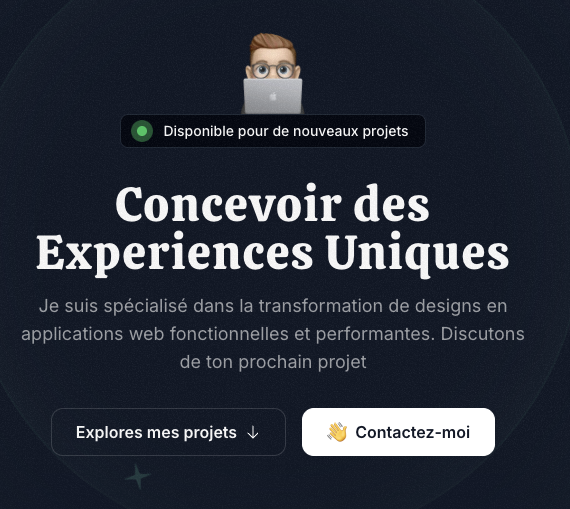 Disponible pour de nouveaux projets
Concevoir des
Experiences Uniques
Je suis spécialisé dans la transformation de designs en
applications web fonctionnelles et performantes. Discutons
de ton prochain projet
Explores mes projets ↓
👋 Contactez-moi